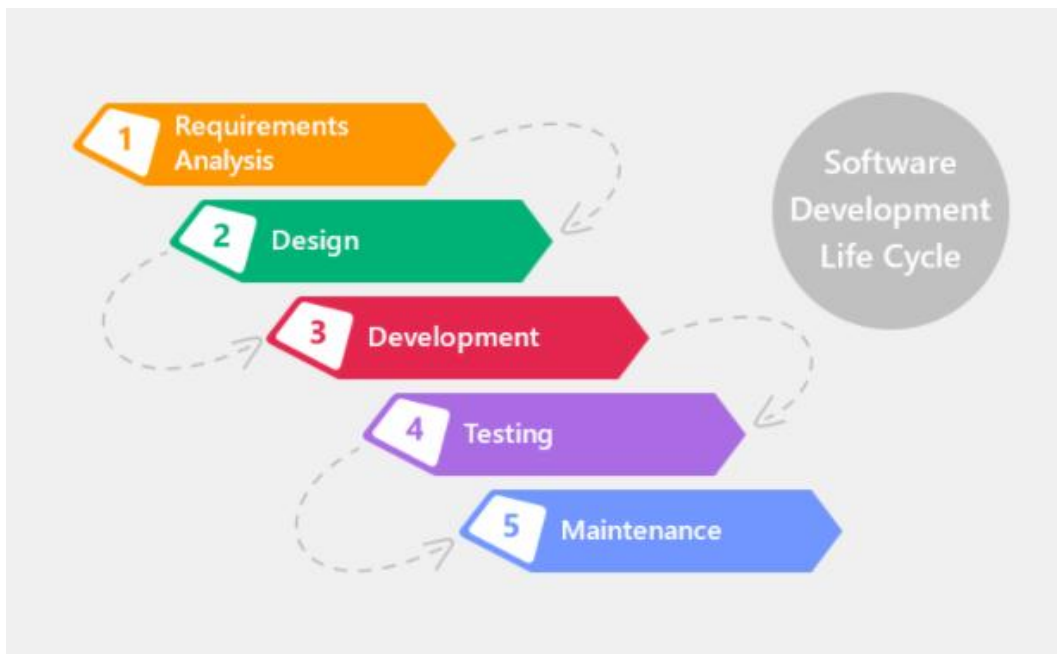 1
Requirements
Analysis
2
Design
3
Development
4
Testing
5
Maintenance
Software
Development
Life Cycle